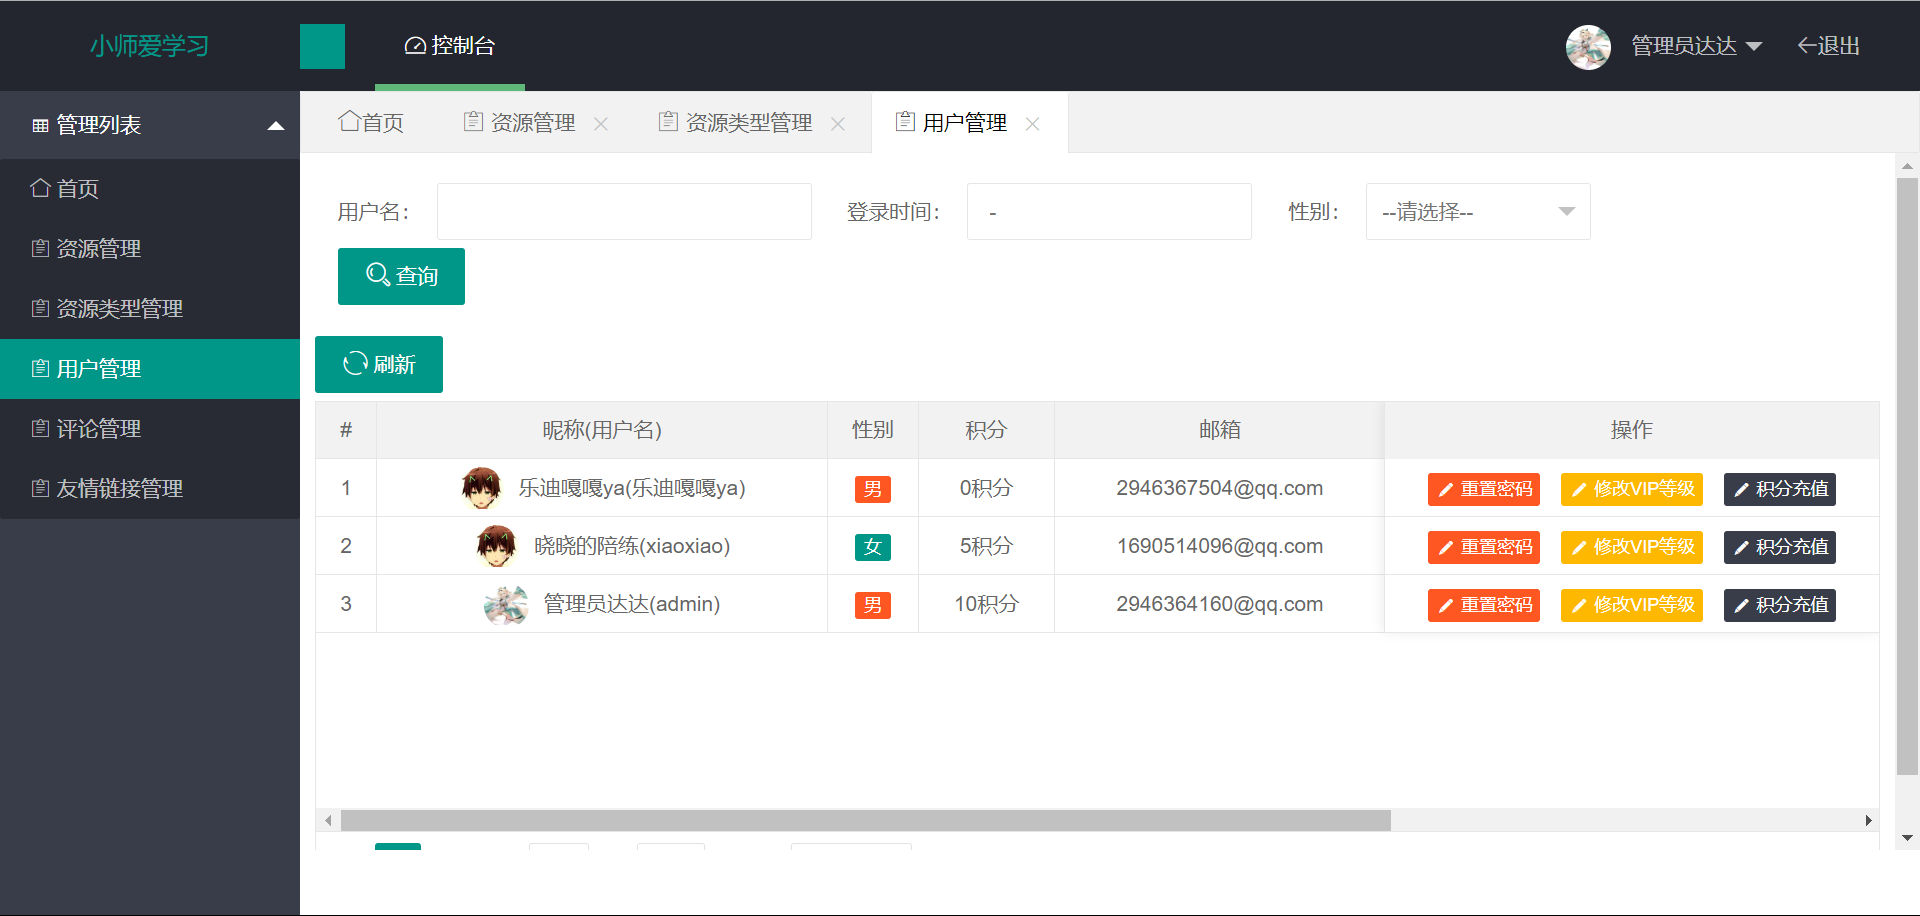 小师爱学习
控制台
管理员达达
退出
管理列表
首页
资源管理
资源类型管理
用户管理
评论管理
友情链接管理
首页 资源管理 资源类型管理 用户管理
用户名： 登录时间： - 性别： --请选择--
查询
刷新
# 昵称(用户名) 性别 积分 邮箱 操作
1 乐迪嘎嘎ya(乐迪嘎嘎ya) 男 0积分 2946367504@qq.com 重置密码 修改VIP等级 积分充值
2 晓晓的陪练(xiaoxiao) 女 5积分 1690514096@qq.com 重置密码 修改VIP等级 积分充值
3 管理员达达(admin) 男 10积分 2946364160@qq.com 重置密码 修改VIP等级 积分充值